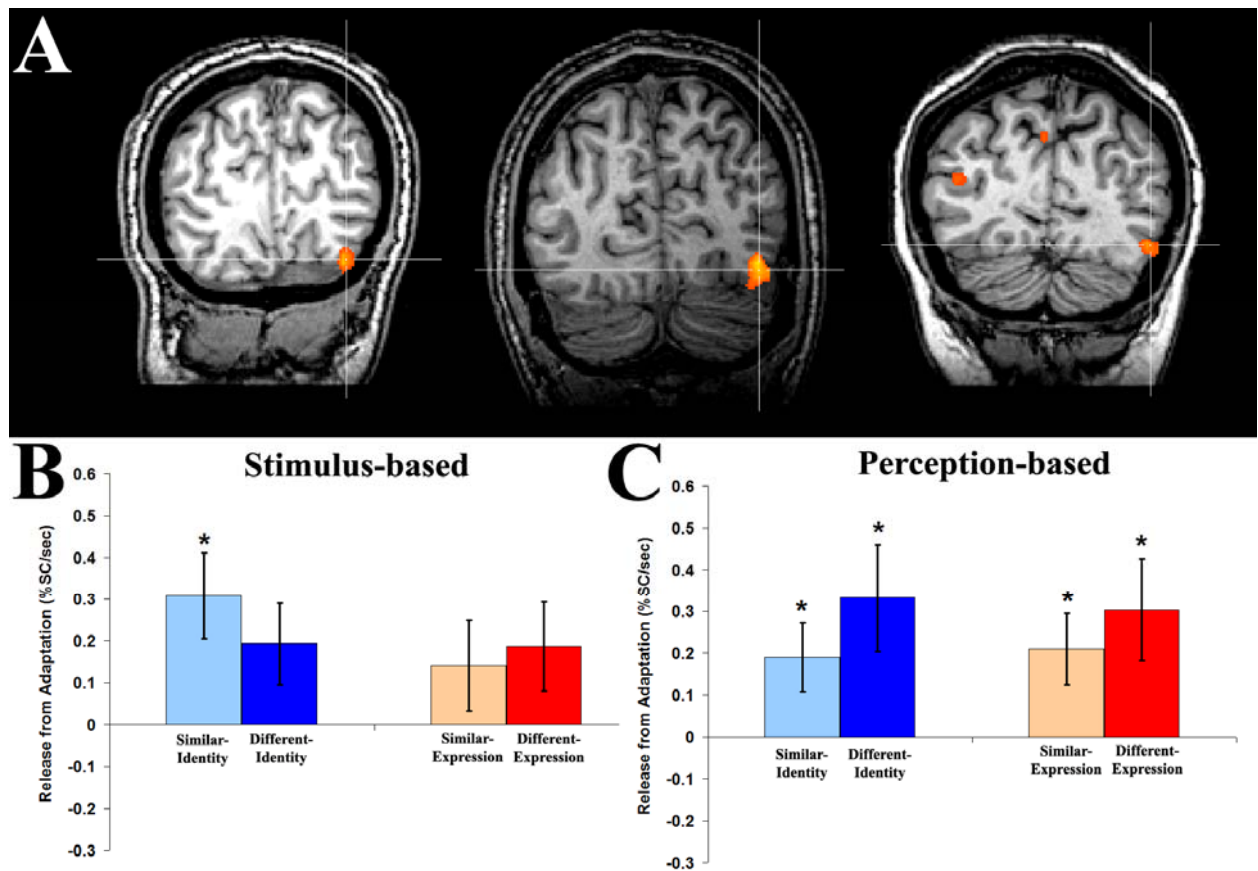 A
B
Stimulus-based
Release from Adaptation (%SC/sec)
0.6
0.5
0.4
0.3
0.2
0.1
0
-0.1
-0.2
-0.3
*
Similar-
Identity
Different-
Identity
Similar-
Expression
Different-
Expression
C
Perception-based
Release from Adaptation (%SC/sec)
0.6
0.5
0.4
0.3
0.2
0.1
0
-0.1
-0.2
-0.3
*
*
*
*
Similar-
Identity
Different-
Identity
Similar-
Expression
Different-
Expression